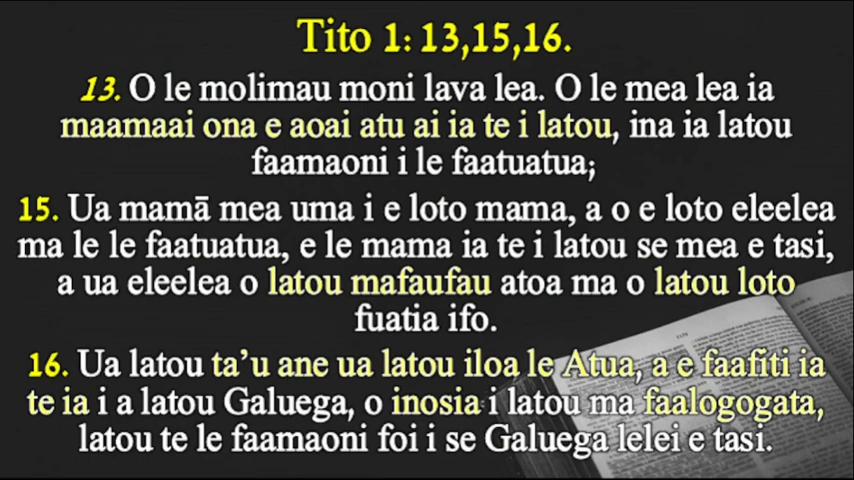 Tito 1: 13,15,16.
13. O le molimau moni lava lea. O le mea lea ia
maamaai ona e aoai atu ai ia te i latou, ina ia latou
faamaoni i le faatuatua;
15. Ua mamā mea uma i e loto mama, a o e loto eleelea
ma le le faatuatua, e le mama ia te i latou se mea e tasi,
a ua eleelea o latou mafaufau atoa ma o latou loto
fuatia ifo.
16. Ua latou ta’u ane ua latou iloa le Atua, a e faafiti ia
te ia i a latou Galuega, o inosia i latou ma faalogogata,
latou te le faamaoni foi i se Galuega lelei e tasi.